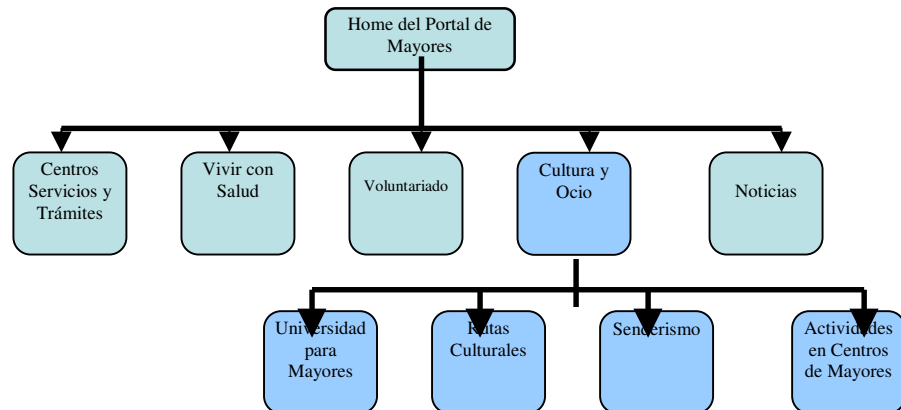 Home del Portal de
Mayores
Centros
Servicios y
Trámites
Vivir con
Salud
Voluntariado
Cultura y
Ocio
Noticias
Universidad
para
Mayores
Rutas
Culturales
Senderismo
Actividades
en Centros
de Mayores